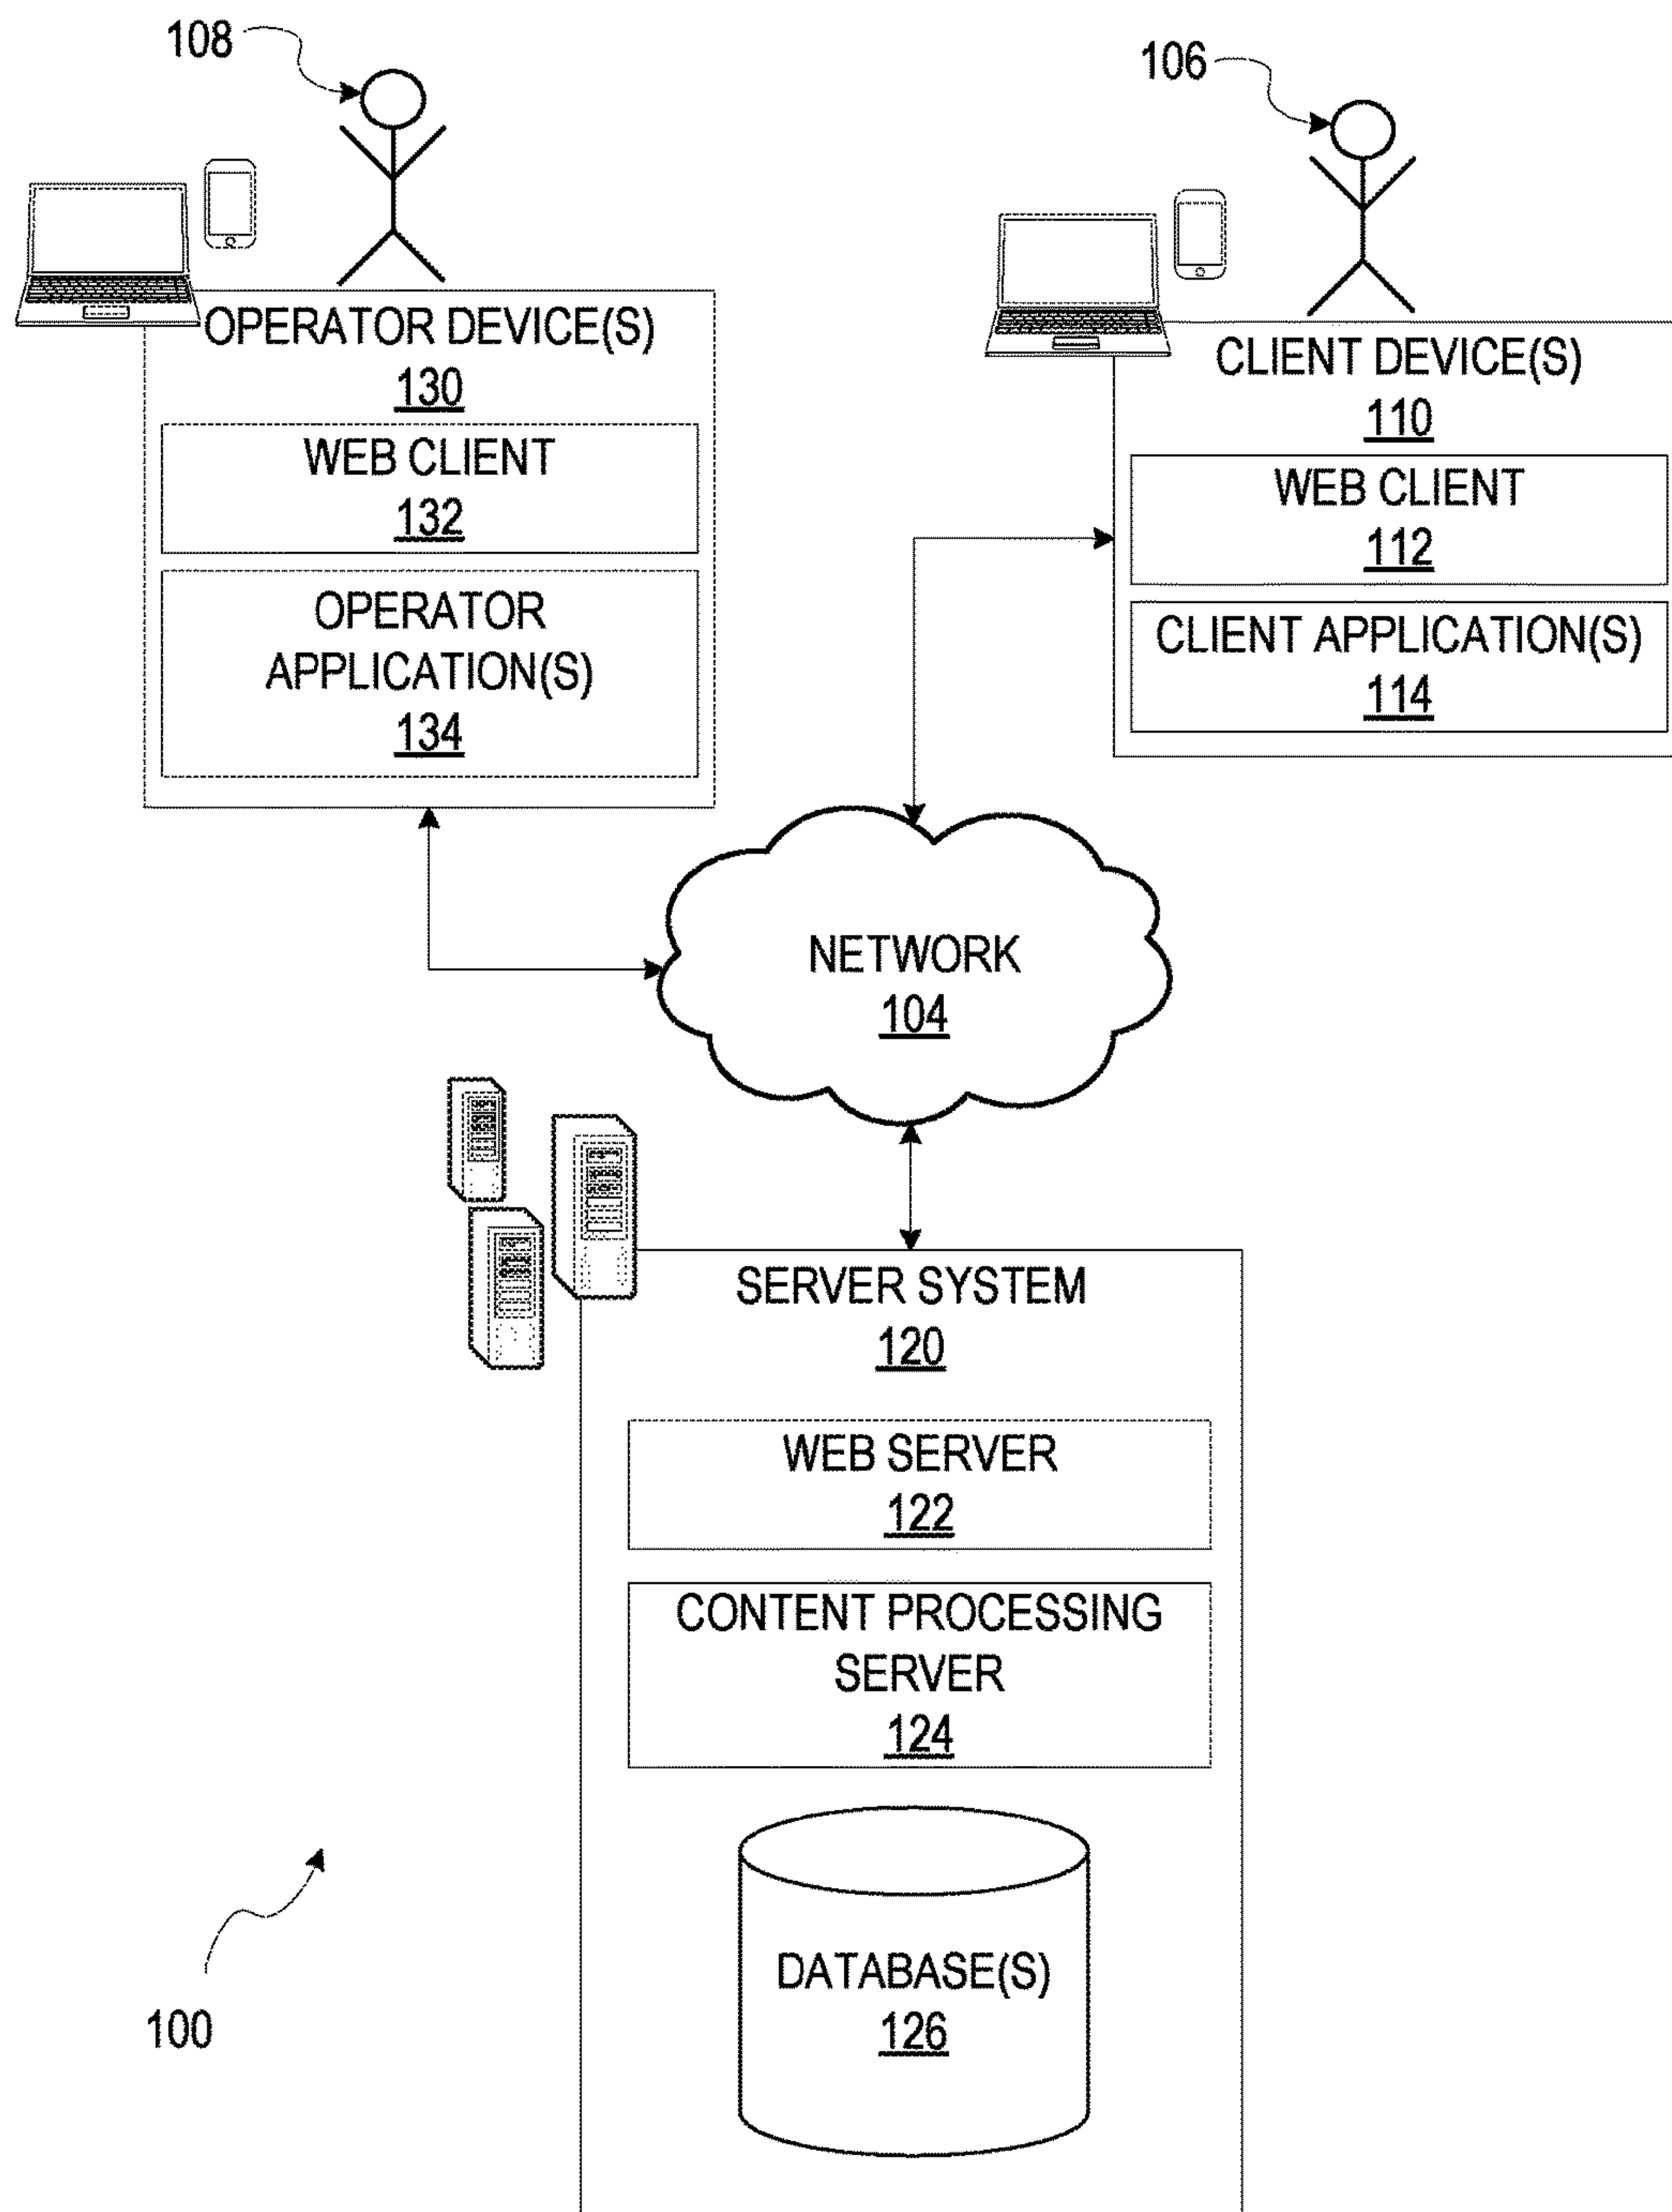 108
106
OPERATOR DEVICE(S)
130
WEB CLIENT
132
OPERATOR
APPLICATION(S)
134
CLIENT DEVICE(S)
110
WEB CLIENT
112
CLIENT APPLICATION(S)
114
NETWORK
104
SERVER SYSTEM
120
WEB SERVER
122
CONTENT PROCESSING
SERVER
124
DATABASE(S)
126
100